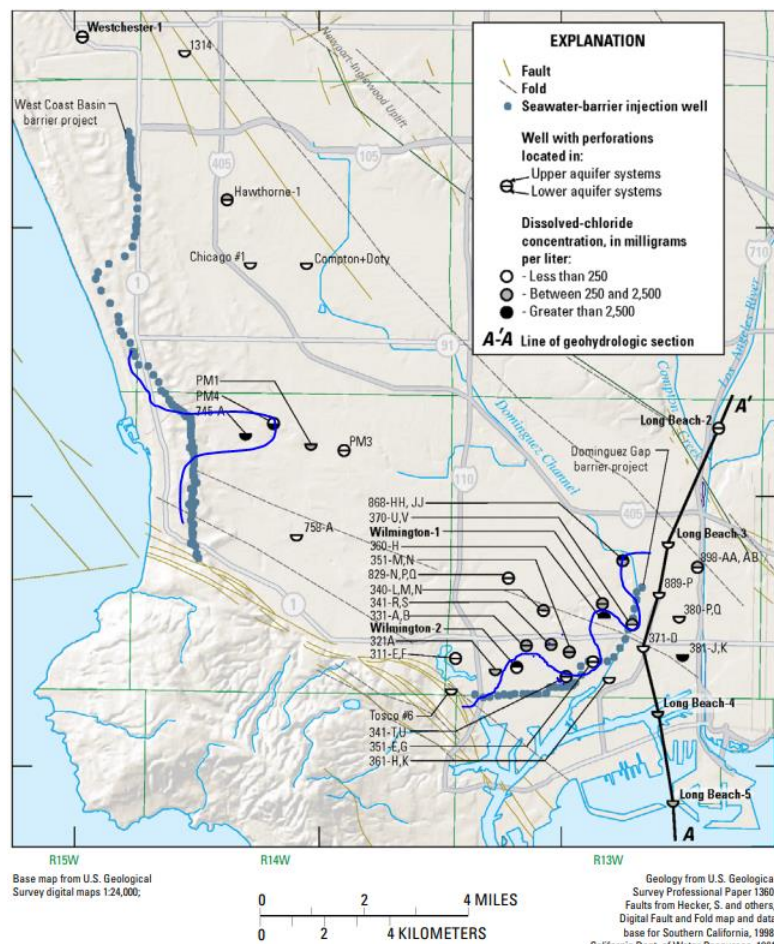 Westchester-1
1314
Newport-Inglewood Uplift
West Coast Basin
barrier project
405
105
Hawthorne-1
Chicago #1
Compton+Doty
1
710
91
Los Angeles River
Compton Creek
EXPLANATION
Fault
Fold
Seawater-barrier injection well
Well with perforations
located in:
Upper aquifer systems
Lower aquifer systems
Dissolved-chloride
concentration, in milligrams
per liter:
- Less than 250
- Between 250 and 2,500
- Greater than 2,500
A'-A Line of geohydrologic section
PM1
PM4
745-A
PM3
758-A
A'
Long Beach-2
Dominguez Gap
barrier project
Dominguez Channel
110
405
868-HH, JJ
370-U,V
Wilmington-1
360-H
351-M,N
829-N,P,Q
340-L,M,N
341-R,S
331-A,B
Wilmington-2
321A
311-E,F
Long Beach-3
898-AA, AB
889-P
380-P,Q
371-D
381-J,K
1
Tosco #6
341-T,U
351-E,G
361-H,K
Long Beach-4
Long Beach-5
A
R15W
R14W
R13W
Base map from U.S. Geological
Survey digital maps 1:24,000;
0 2 4 MILES
0 2 4 KILOMETERS
Geology from U.S. Geological
Survey Professional Paper 1360
Faults from Hecker, S. and others,
Digital Fault and Fold map and data
base for Southern California, 1998